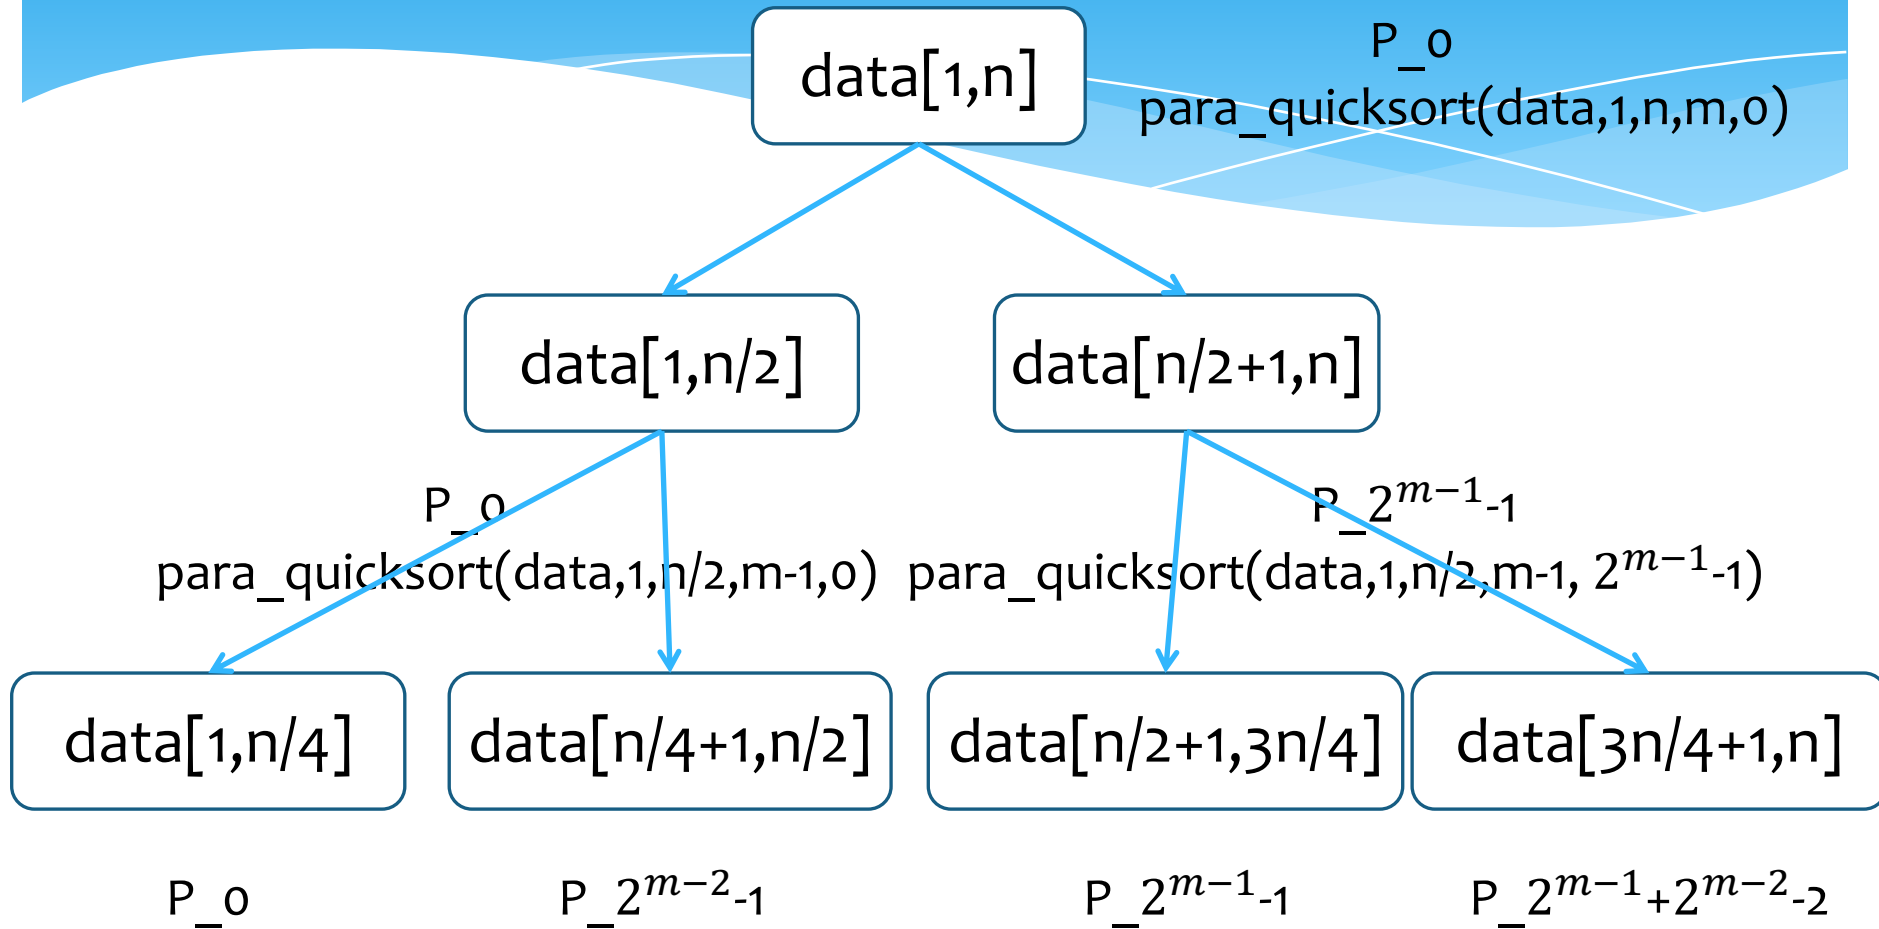 data[1,n]
P_0
para_quicksort(data,1,n,m,0)
data[1,n/2]
data[n/2+1,n]
P_0
P_2^{m-1}-1
para_quicksort(data,1,n/2,m-1,0)
para_quicksort(data,1,n/2,m-1, 2^{m-1}-1)
data[1,n/4]
data[n/4+1,n/2]
data[n/2+1,3n/4]
data[3n/4+1,n]
P_0
P_2^{m-2}-1
P_2^{m-1}-1
P_2^{m-1}+2^{m-2}-2